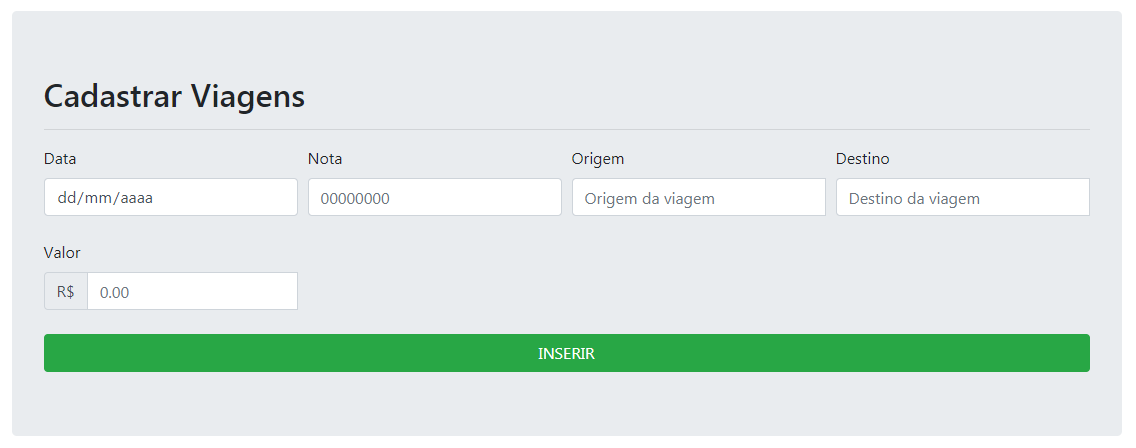 Cadastrar Viagens
Data Nota Origem Destino
dd/mm/aaaa 00000000 Origem da viagem Destino da viagem
Valor
R$ 0.00
INSERIR